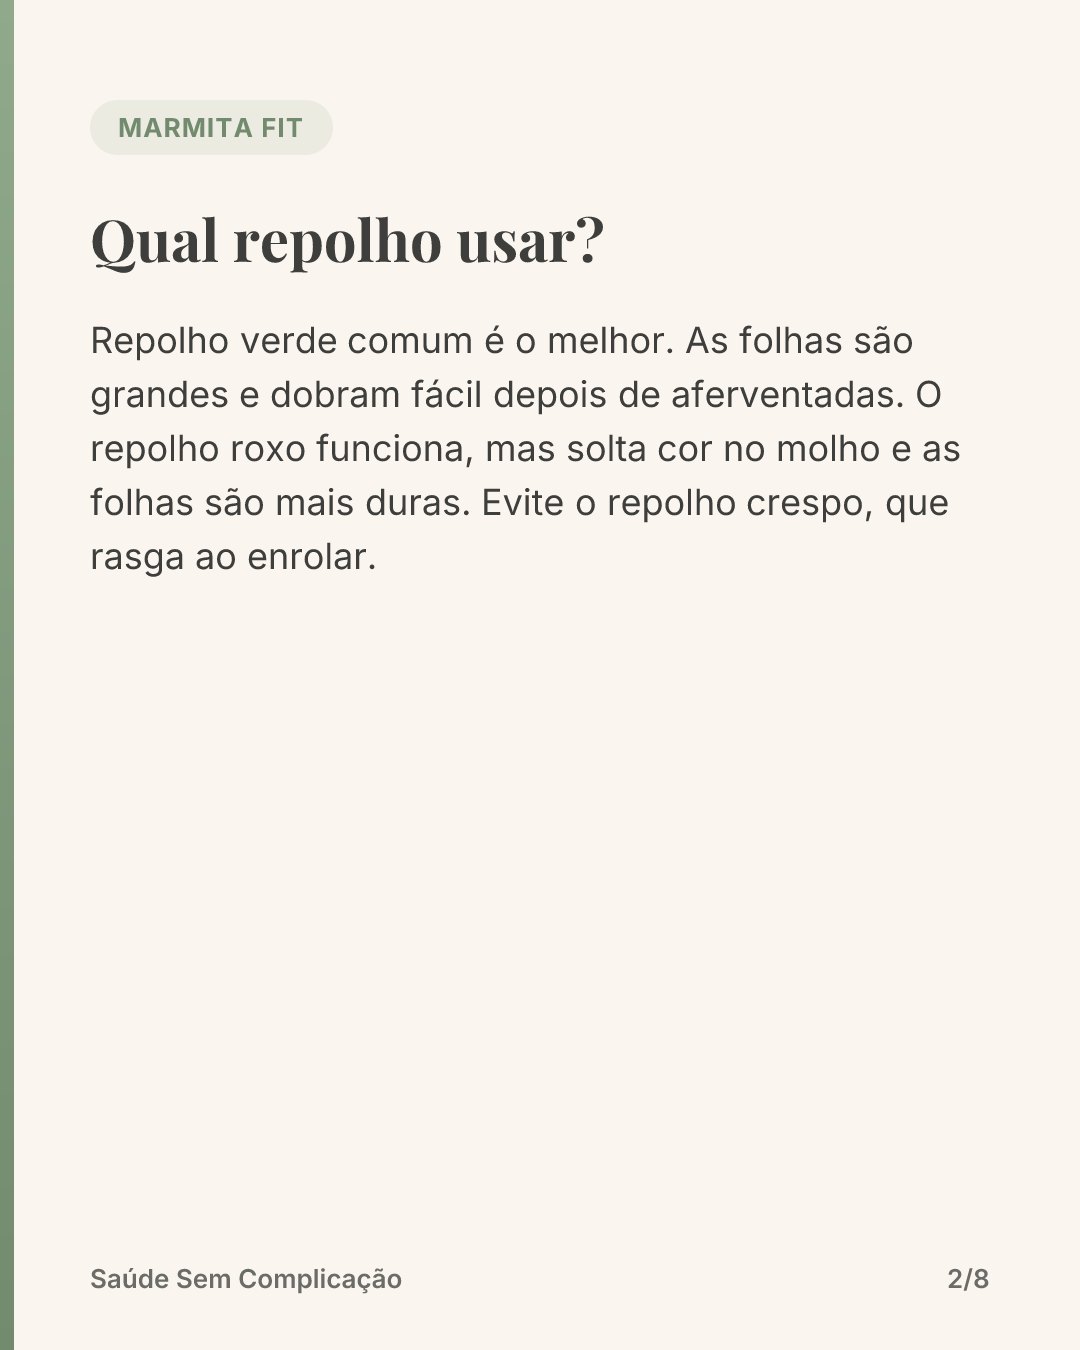 MARMITA FIT
Qual repolho usar?
Repolho verde comum é o melhor. As folhas são
grandes e dobram fácil depois de aferventadas. O
repolho roxo funciona, mas solta cor no molho e as
folhas são mais duras. Evite o repolho crespo, que
rasga ao enrolar.
Saúde Sem Complicação
2/8